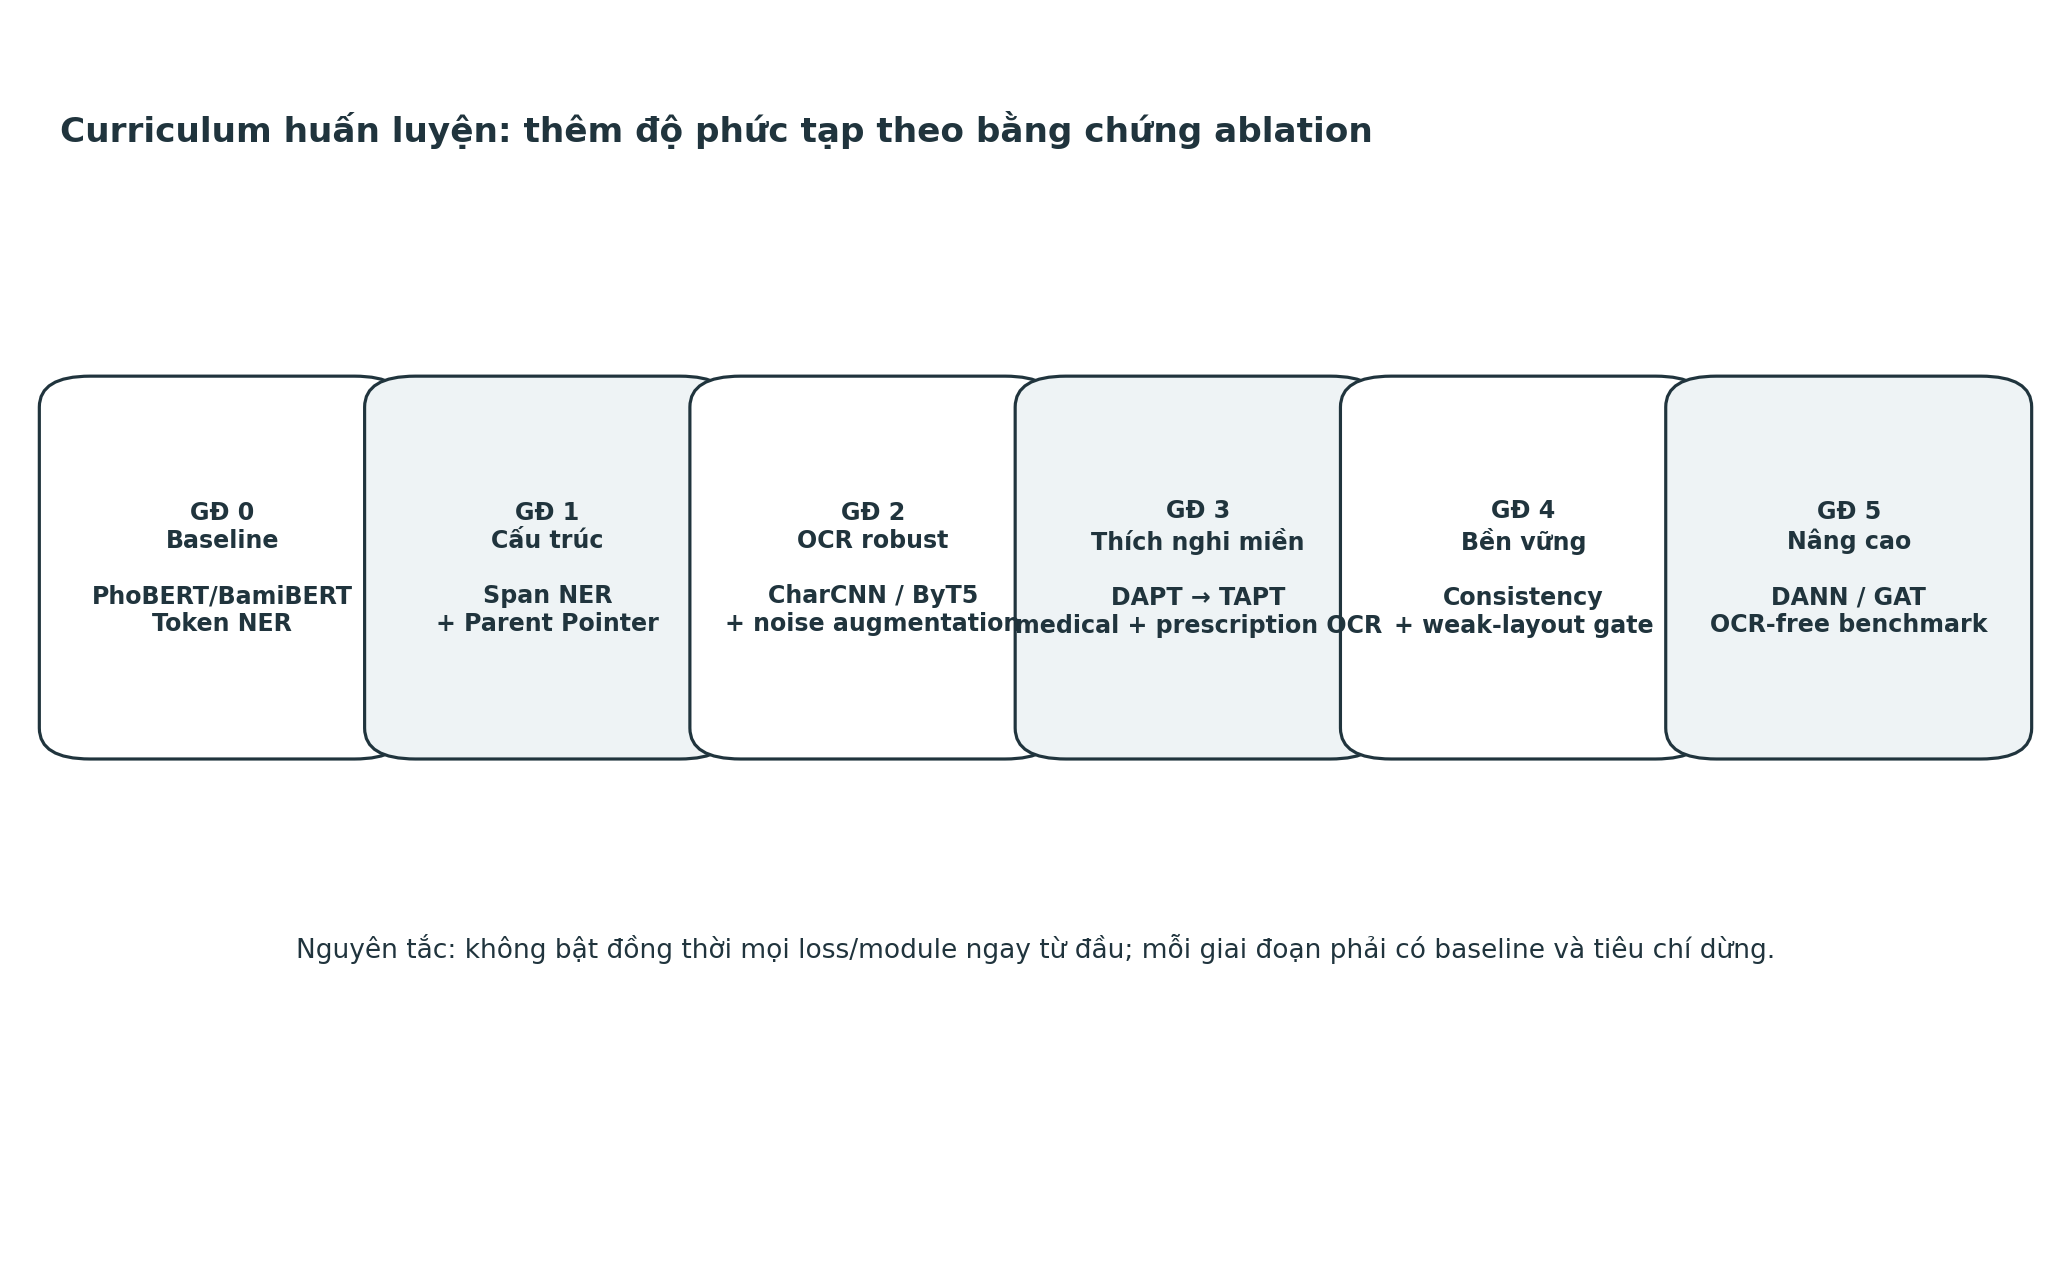 Curriculum huấn luyện: thêm độ phức tạp theo bằng chứng ablation
GĐ 0
Baseline
PhoBERT/BamiBERT
Token NER
GĐ 1
Cấu trúc
Span NER
+ Parent Pointer
GĐ 2
OCR robust
CharCNN / ByT5
+ noise augmentation
GĐ 3
Thích nghi miền
DAPT → TAPT
medical + prescription OCR
GĐ 4
Bền vững
Consistency
+ weak-layout gate
GĐ 5
Nâng cao
DANN / GAT
OCR-free benchmark
Nguyên tắc: không bật đồng thời mọi loss/module ngay từ đầu; mỗi giai đoạn phải có baseline và tiêu chí dừng.